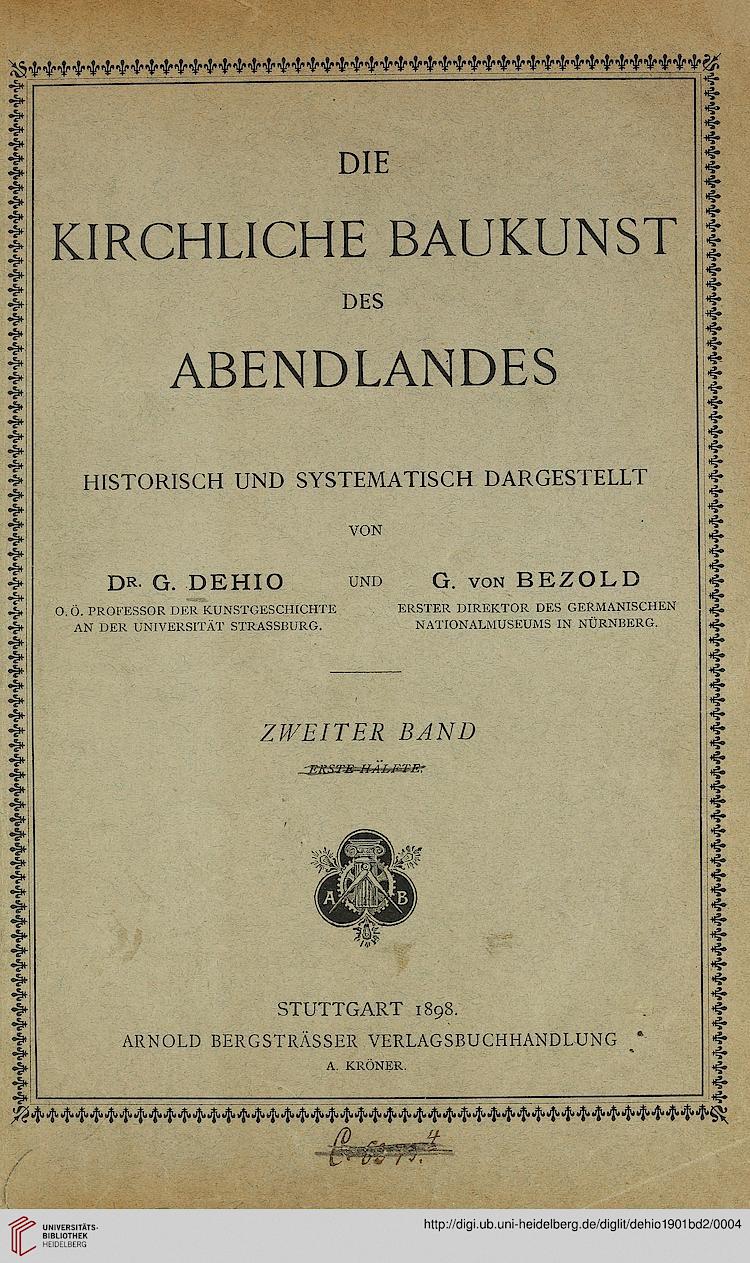 DIE
KIRCHLICHE BAUKUNST
DES
ABENDLANDES
HISTORISCH UND SYSTEMATISCH DARGESTELLT
VON
DR. G. DEHIO UND G. VON BEZOLD
O. Ö. PROFESSOR DER KUNSTGESCHICHTE
AN DER UNIVERSITÄT STRASSBURG.
ERSTER DIREKTOR DES GERMANISCHEN
NATIONALMUSEUMS IN NÜRNBERG.
ZWEITER BAND
ERSTE HÄLFTE.
A B
STUTTGART 1898.
ARNOLD BERGSTRÄSSER VERLAGSBUCHHANDLUNG
A. KRÖNER.
UNIVERSITÄTS-
BIBLIOTHEK
HEIDELBERG
http://digi.ub.uni-heidelberg.de/diglit/dehio1901bd2/0004